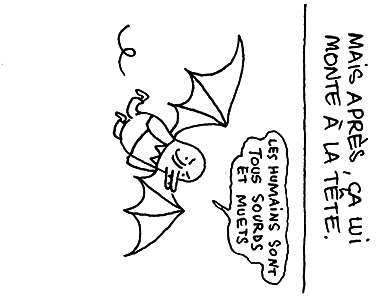 MAIS APRÈS, ÇA LUI
MONTE À LA TÊTE.
LES HUMAINS SONT
TOUS SOURDS
ET MUETS